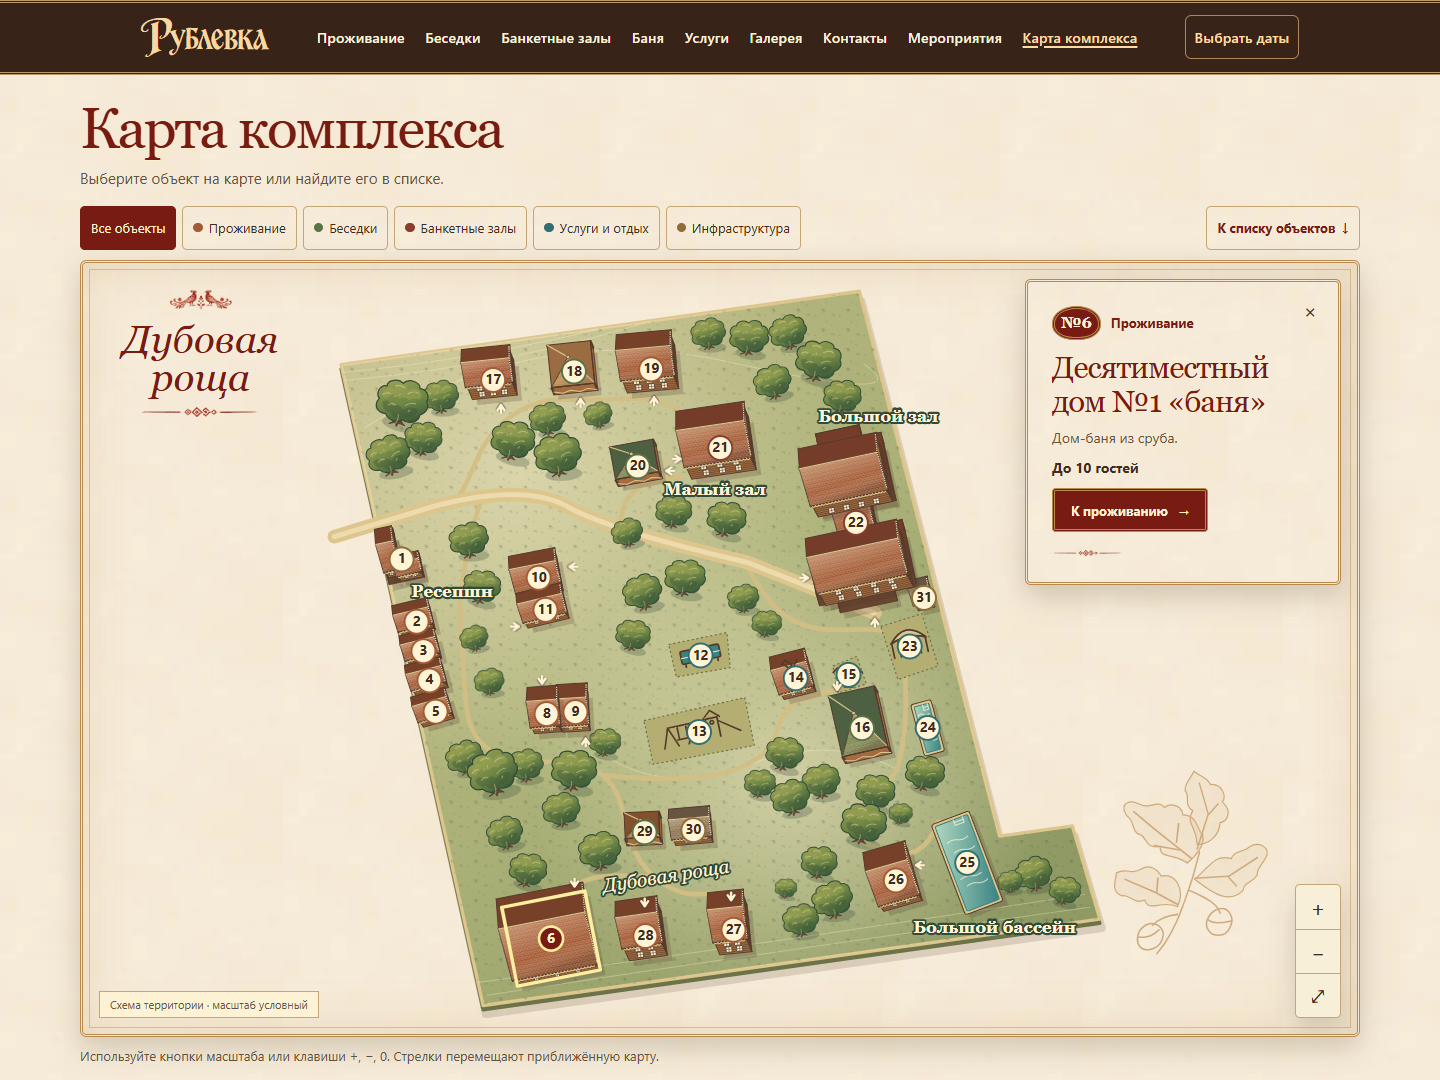 Рублевка
Проживание Беседки Банкетные залы Баня Услуги Галерея Контакты Мероприятия Карта комплекса Выбрать даты
Карта комплекса
Выберите объект на карте или найдите его в списке.
Все объекты Проживание Беседки Банкетные залы Услуги и отдых Инфраструктура К списку объектов ↓
Дубовая
роща
№6 Проживание ×
Десятиместный
дом №1 «баня»
Дом-баня из сруба.
До 10 гостей
К проживанию →
17
18
19
Большой зал
20
21
Малый зал
22
1
Ресепшн
10
11
31
2
3
4
5
12
23
14
15
8
9
13
16
24
29
30
Дубовая роща
25
26
6
28
27
Большой бассейн
+
−
⤢
Схема территории · масштаб условный
Используйте кнопки масштаба или клавиши +, −, 0. Стрелки перемещают приближённую карту.